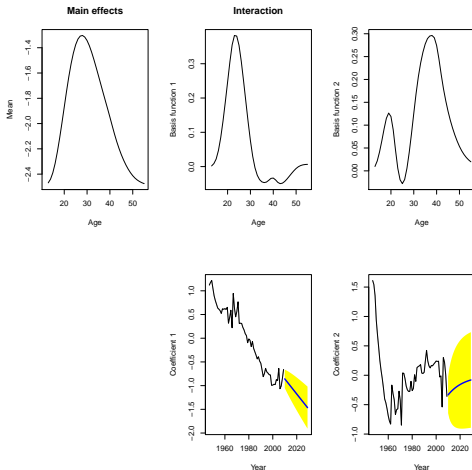 Main effects
Interaction
Mean
−2.4 −2.2 −2.0 −1.8 −1.6 −1.4
20 30 40 50
Age
Basis function 1
0.0 0.1 0.2 0.3
20 30 40 50
Age
Basis function 2
0.00 0.05 0.10 0.15 0.20 0.25 0.30
20 30 40 50
Age
Coefficient 1
−2.0 −1.5 −1.0 −0.5 0.0 0.5 1.0
1960 1980 2000 2020
Year
Coefficient 2
−1.0 −0.5 0.0 0.5 1.0 1.5
1960 1980 2000 2020
Year